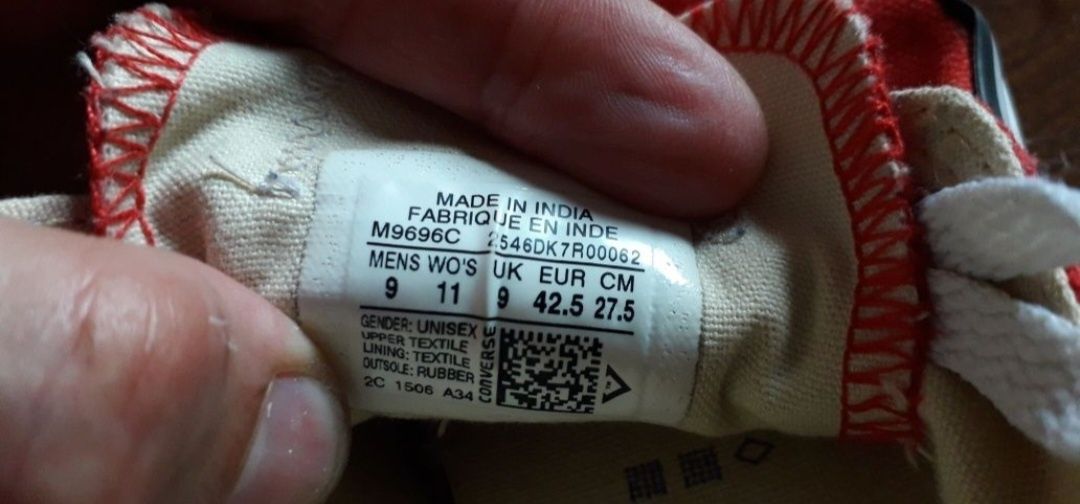 MADE IN INDIA
FABRIQUE EN INDE
M9696C 2546DK7R00062
MENS WO'S UK EUR CM
9 11 9 42.5 27.5
GENDER: UNISEX
UPPER TEXTILE
LINING: TEXTILE
OUTSOLE: RUBBER
2C 1506 A34
CONVERSE